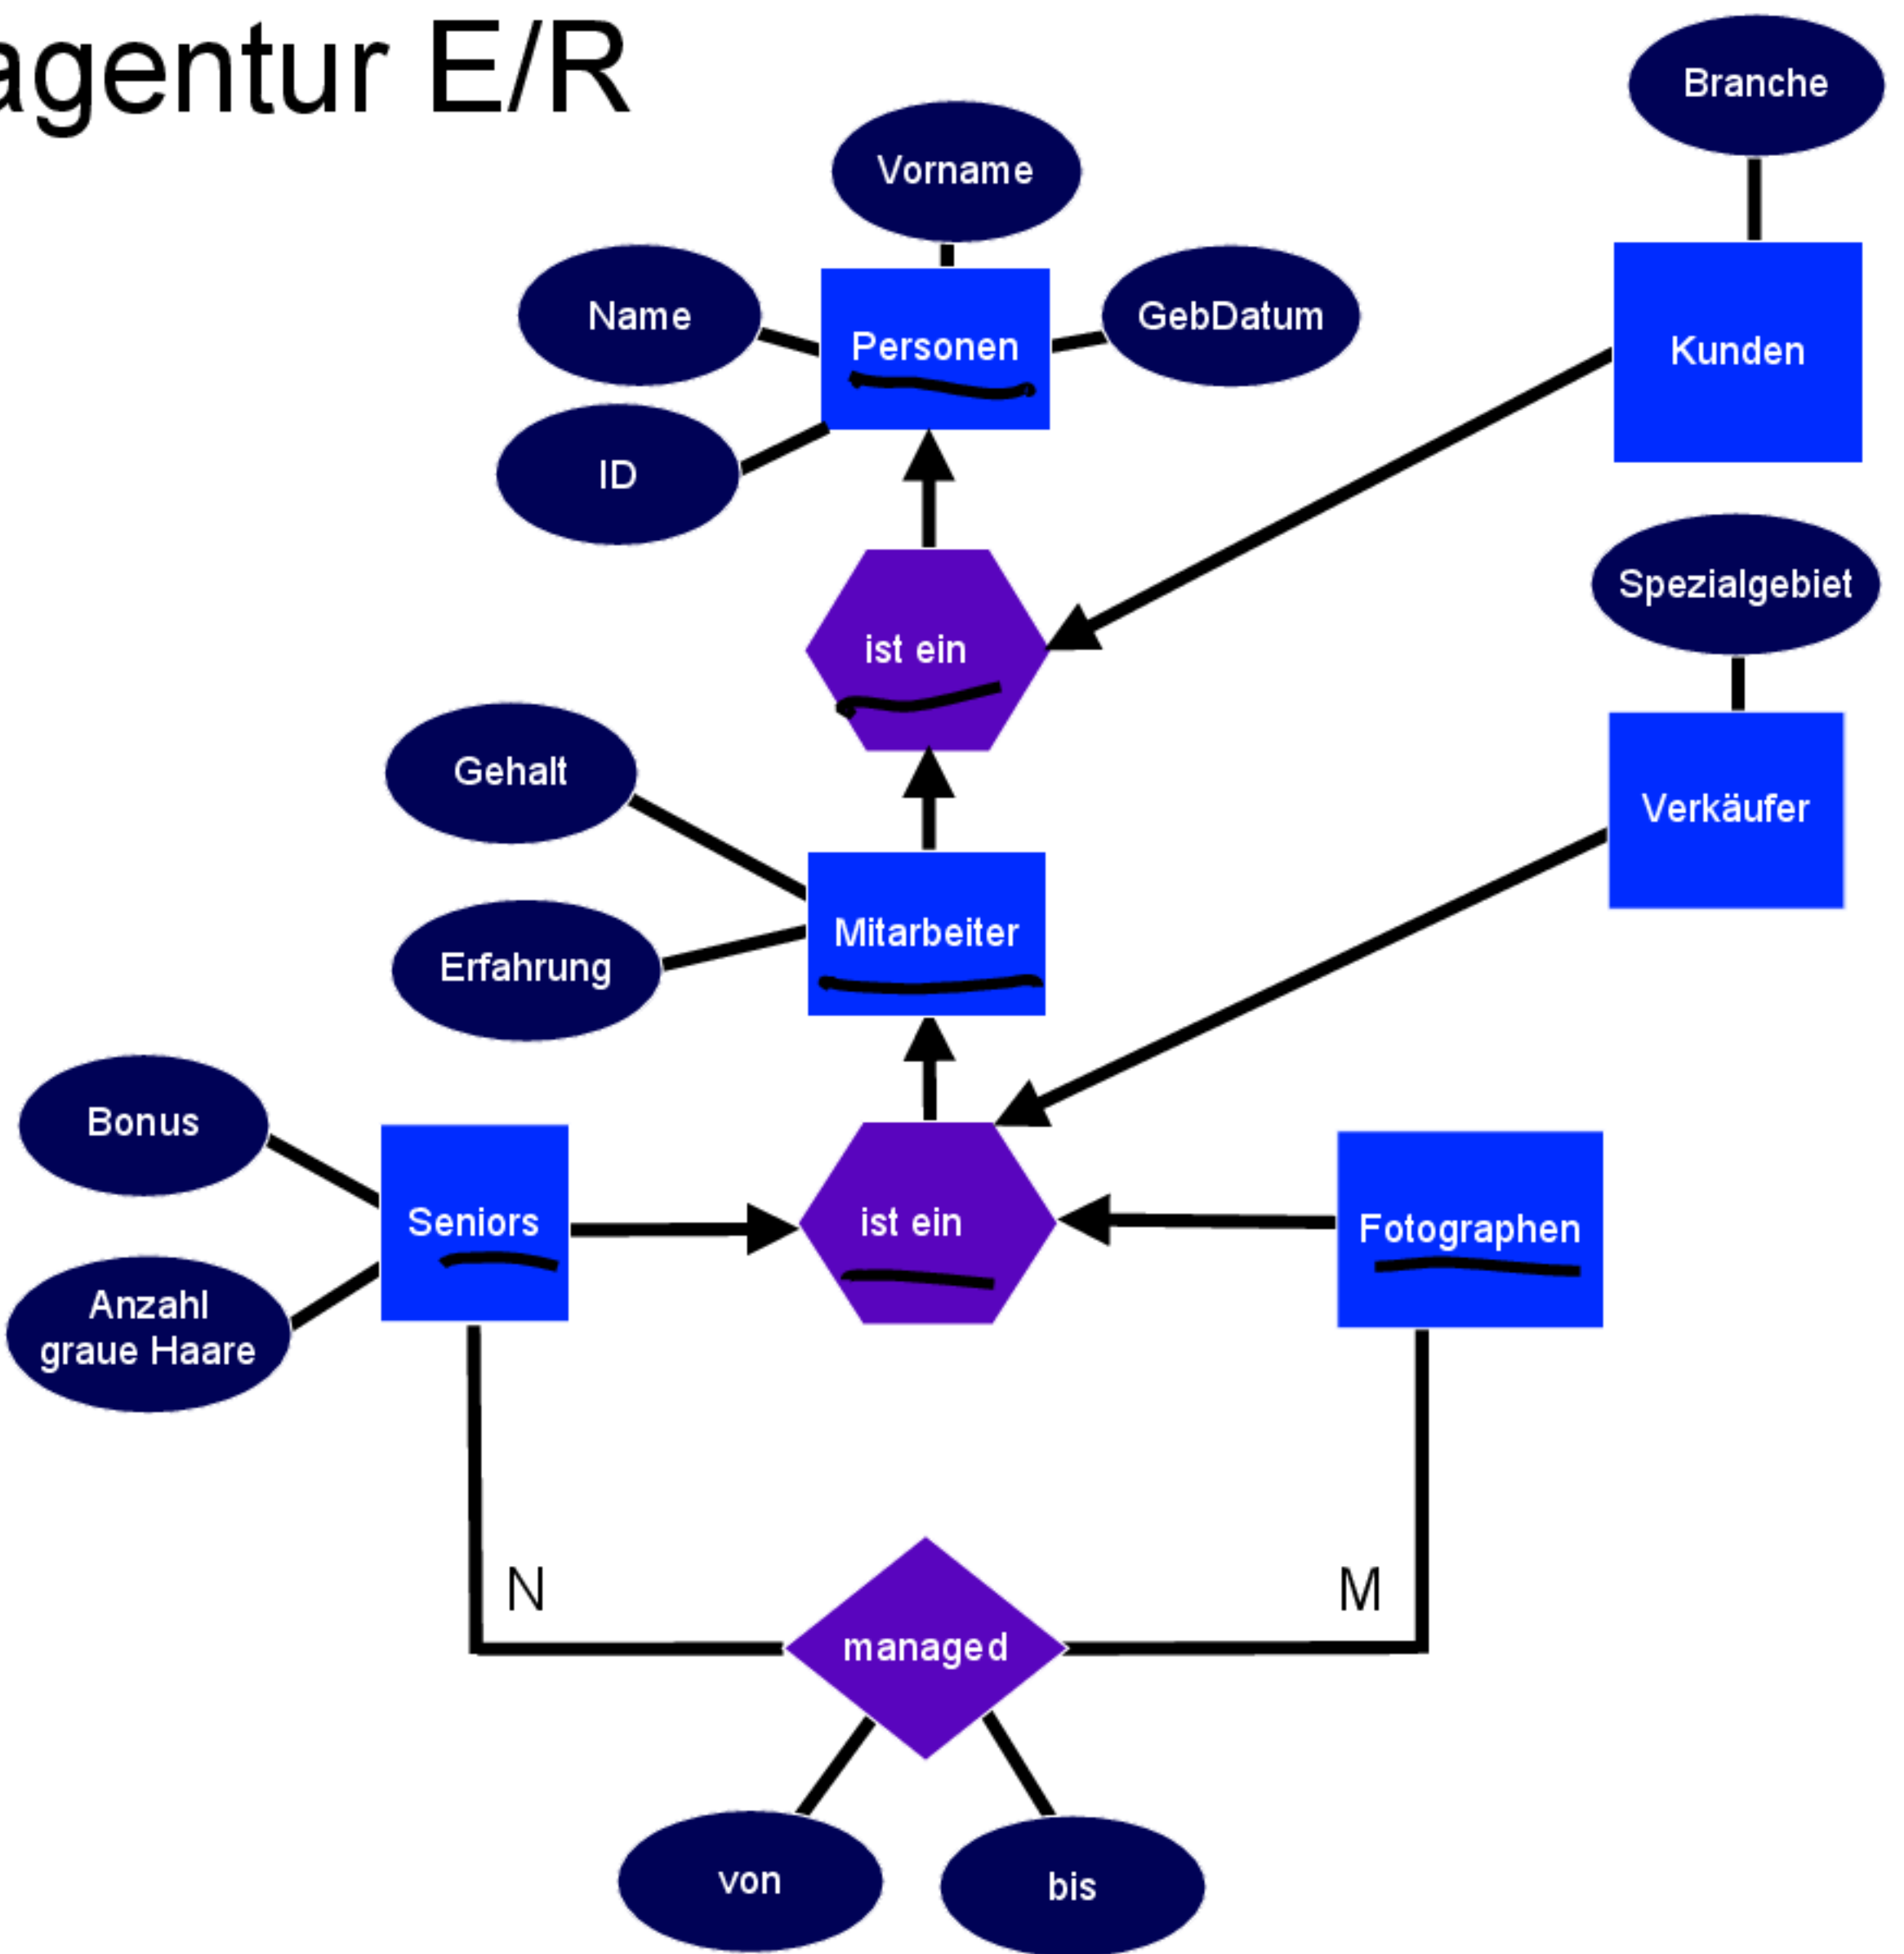 agentur E/R
Branche
Vorname
Name
Personen
GebDatum
Kunden
ID
Spezialgebiet
ist ein
Gehalt
Verkäufer
Mitarbeiter
Erfahrung
Bonus
Seniors
ist ein
Fotographen
Anzahl
graue Haare
N
M
managed
von
bis